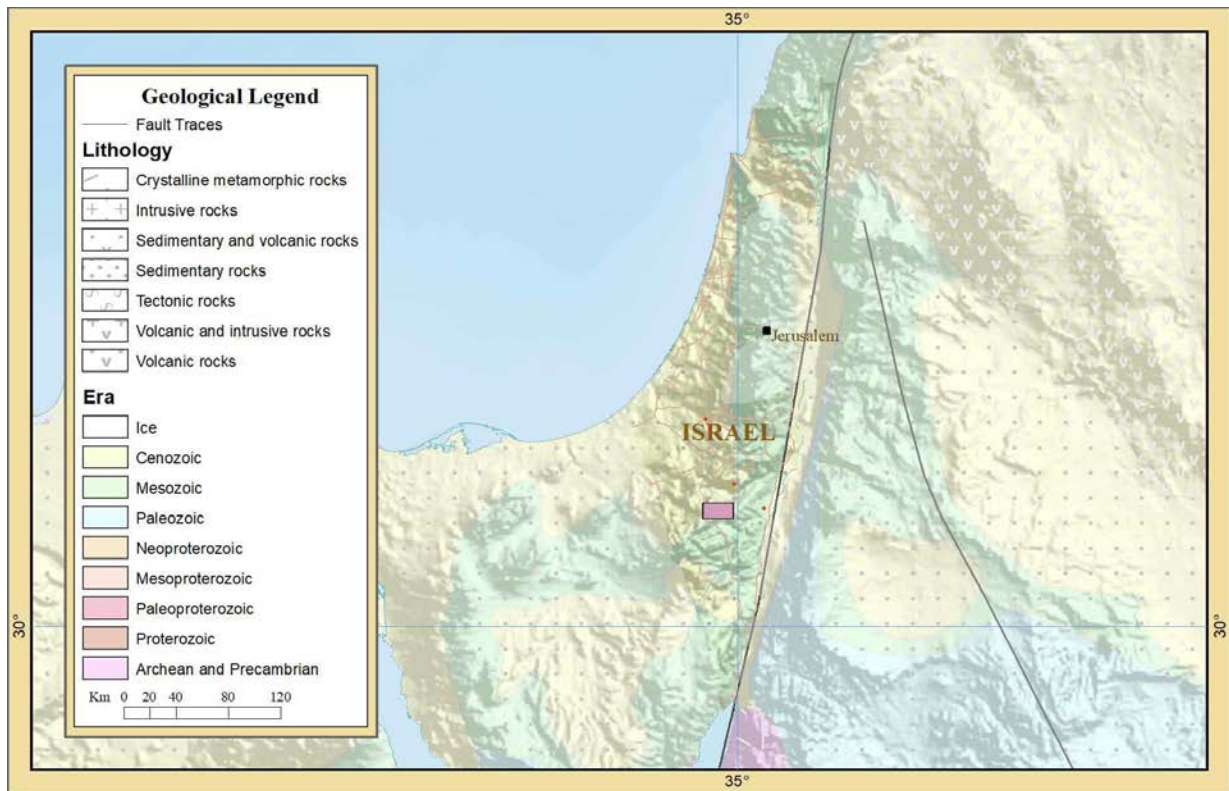 35°
Geological Legend
Fault Traces
Lithology
Crystalline metamorphic rocks
Intrusive rocks
Sedimentary and volcanic rocks
Sedimentary rocks
Tectonic rocks
Volcanic and intrusive rocks
Volcanic rocks
Era
Ice
Cenozoic
Mesozoic
Paleozoic
Neoproterozoic
Mesoproterozoic
Paleoproterozoic
Proterozoic
Archean and Precambrian
Km 0 20 40 80 120
Jerusalem
ISRAEL
30°
30°
35°